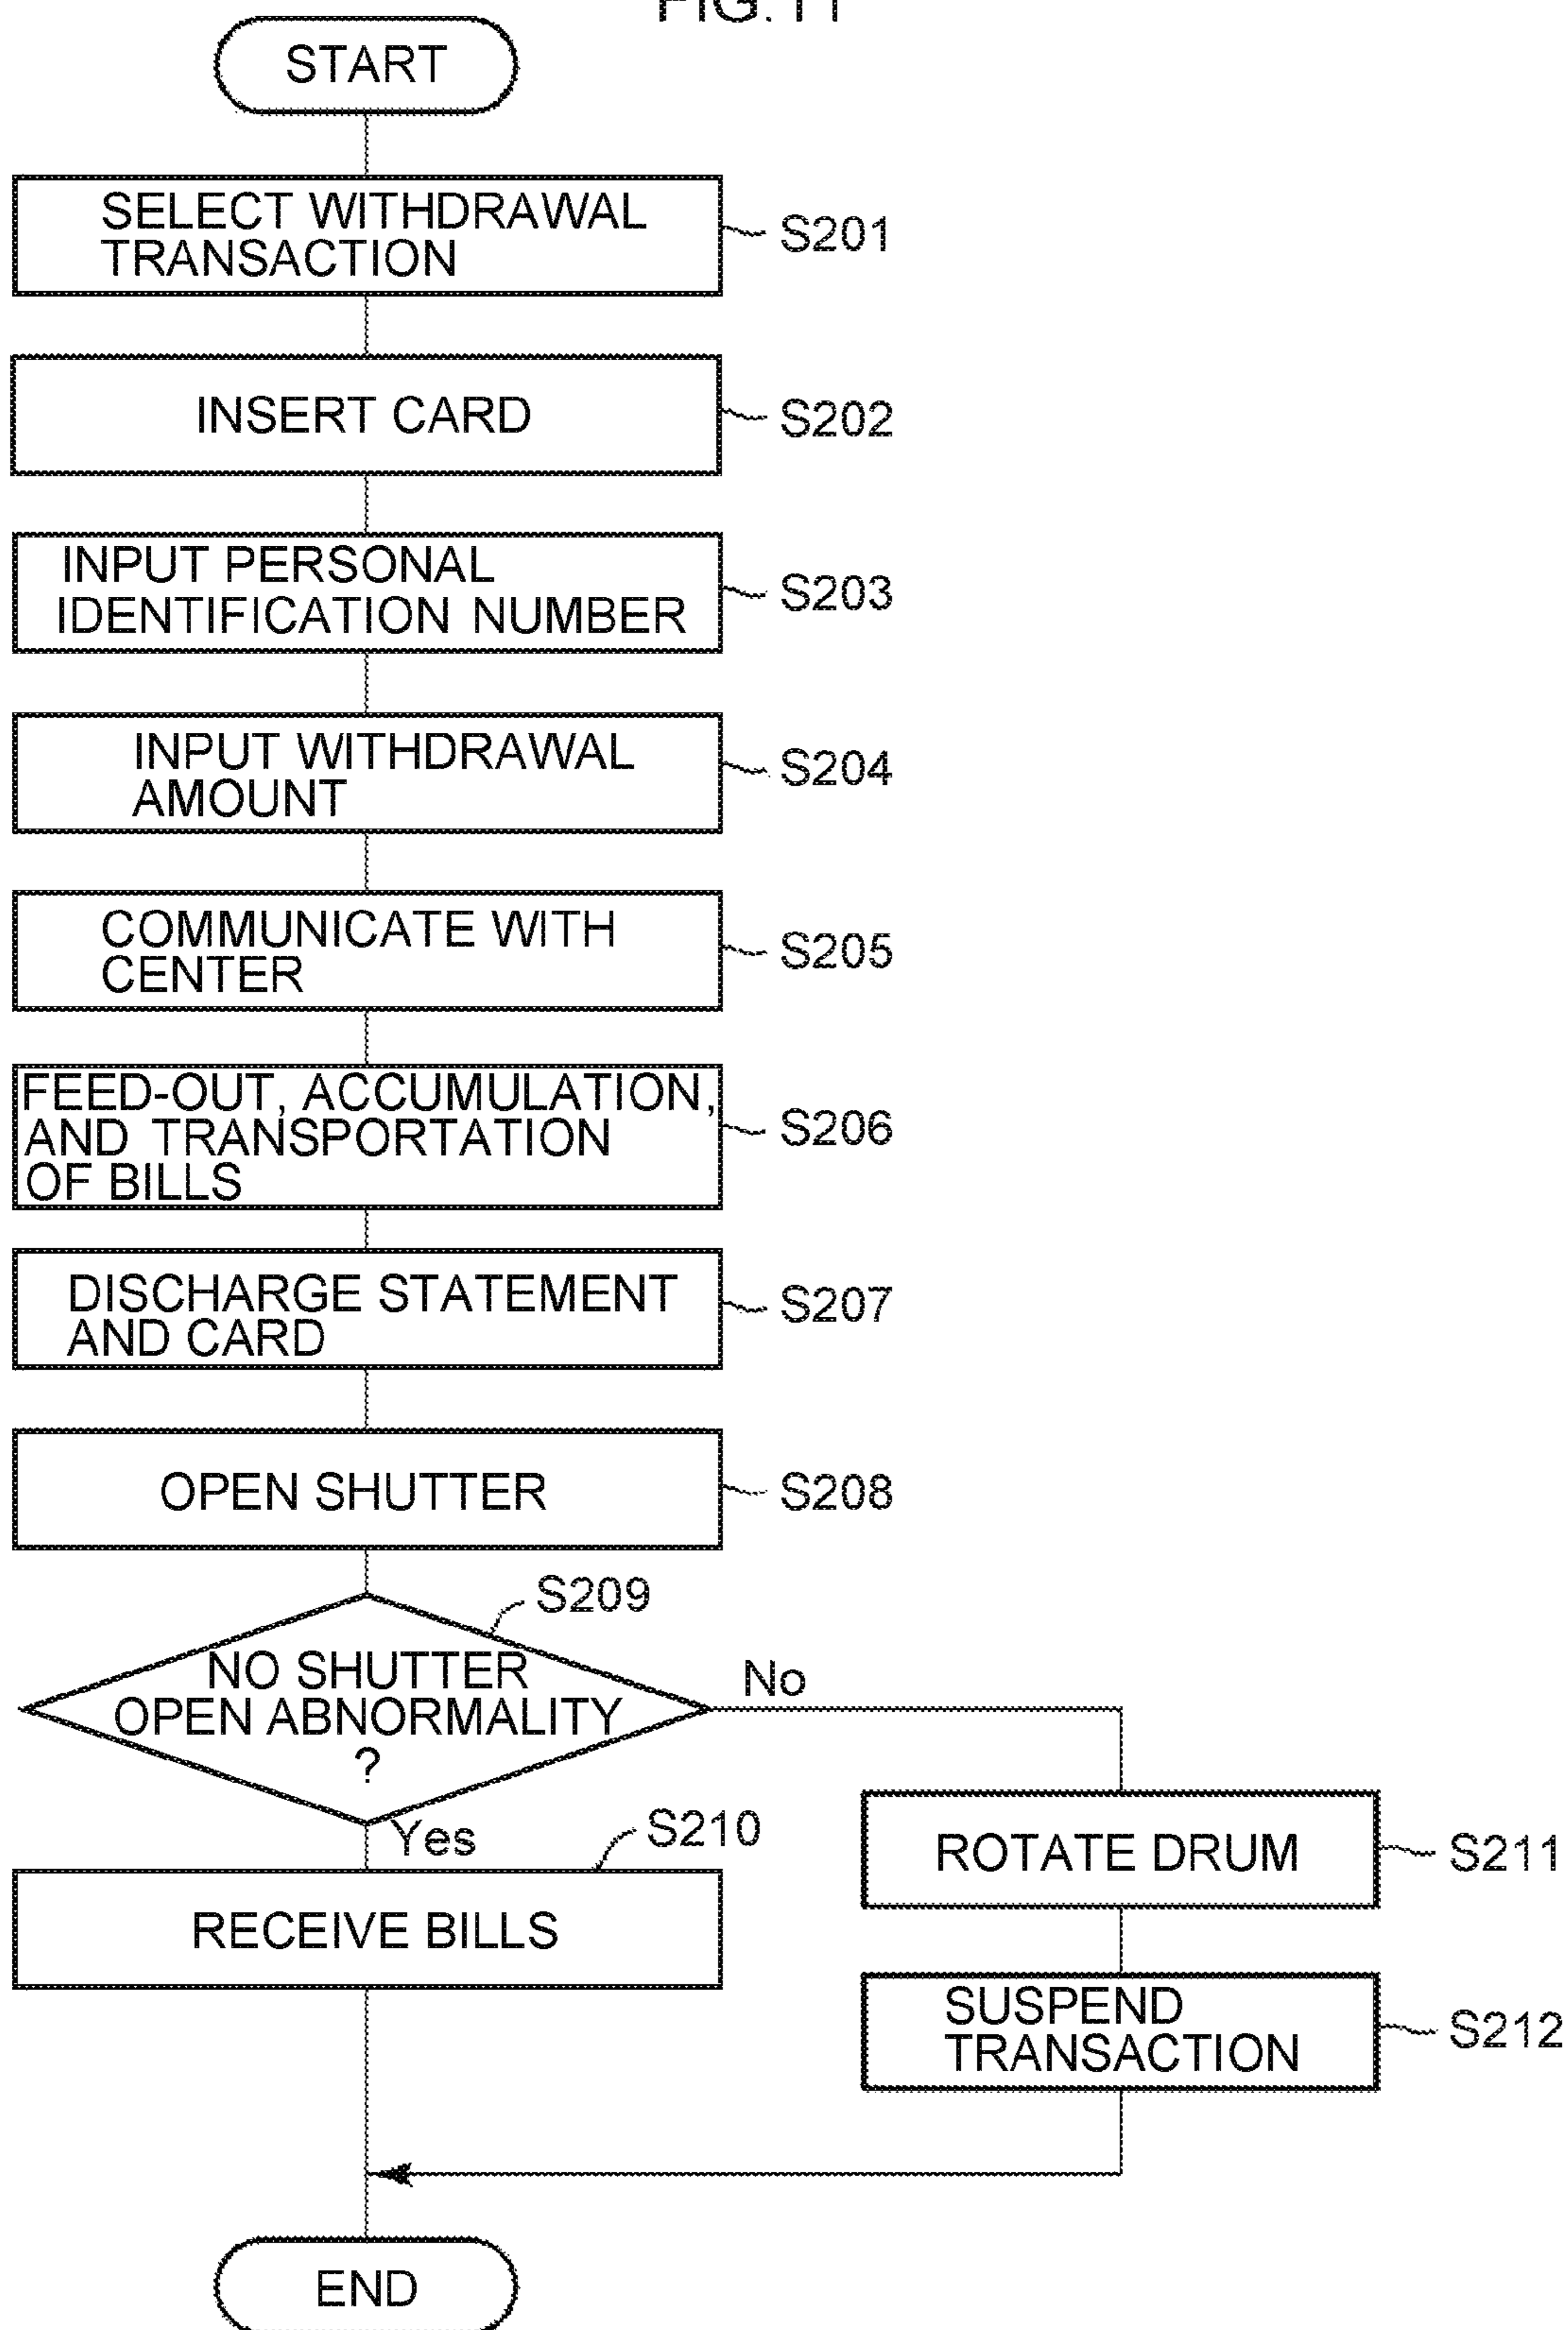 FIG. 11
START
SELECT WITHDRAWAL
TRANSACTION
S201
INSERT CARD
S202
INPUT PERSONAL
IDENTIFICATION NUMBER
S203
INPUT WITHDRAWAL
AMOUNT
S204
COMMUNICATE WITH
CENTER
S205
FEED-OUT, ACCUMULATION,
AND TRANSPORTATION
OF BILLS
S206
DISCHARGE STATEMENT
AND CARD
S207
OPEN SHUTTER
S208
S209
NO SHUTTER
OPEN ABNORMALITY
?
No
Yes
S210
RECEIVE BILLS
ROTATE DRUM
S211
SUSPEND
TRANSACTION
S212
END